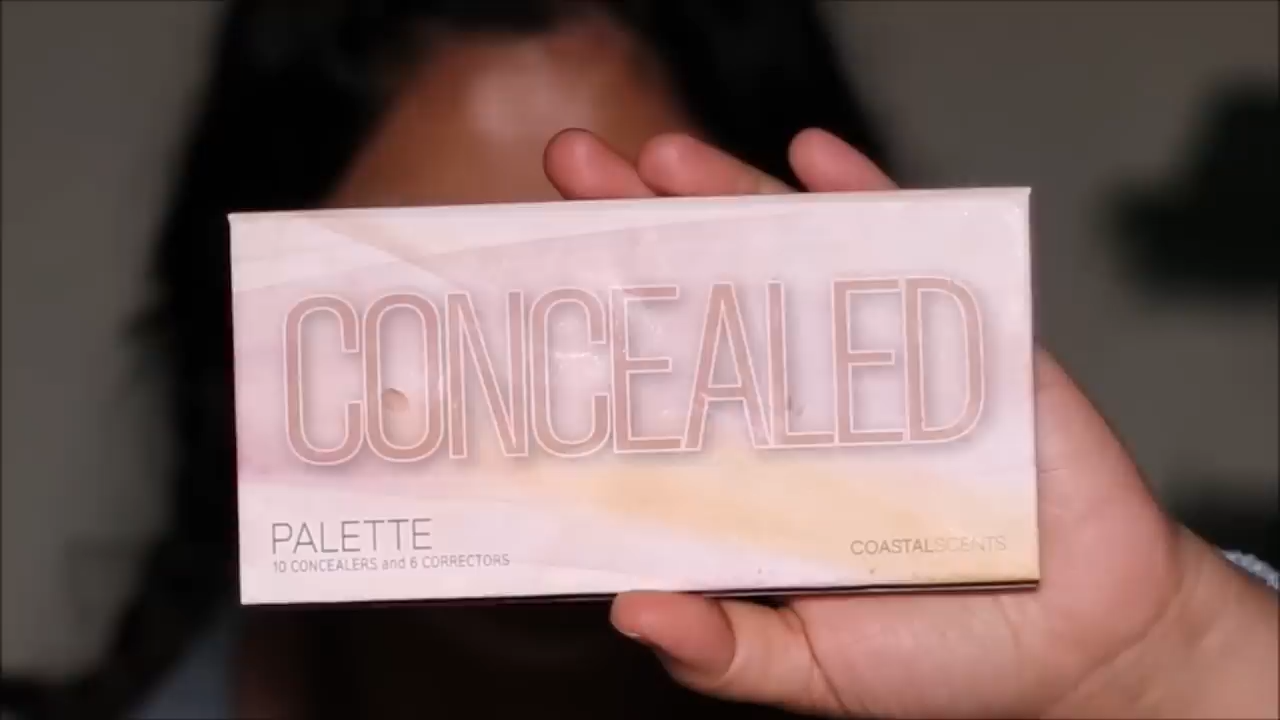 CONCEALED
PALETTE
10 CONCEALERS and 6 CORRECTORS
COASTALSCENTS